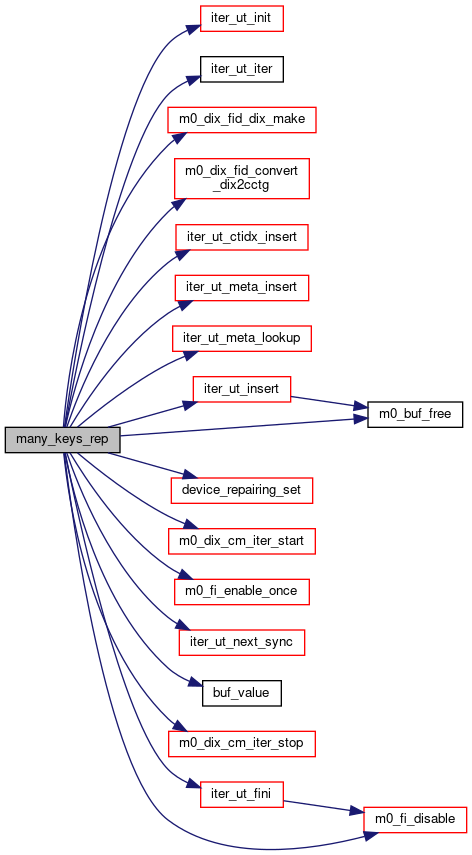 iter_ut_init
iter_ut_iter
m0_dix_fid_dix_make
m0_dix_fid_convert
_dix2cctg
iter_ut_ctidx_insert
iter_ut_meta_insert
iter_ut_meta_lookup
iter_ut_insert
m0_buf_free
many_keys_rep
device_repairing_set
m0_dix_cm_iter_start
m0_fi_enable_once
iter_ut_next_sync
buf_value
m0_dix_cm_iter_stop
iter_ut_fini
m0_fi_disable